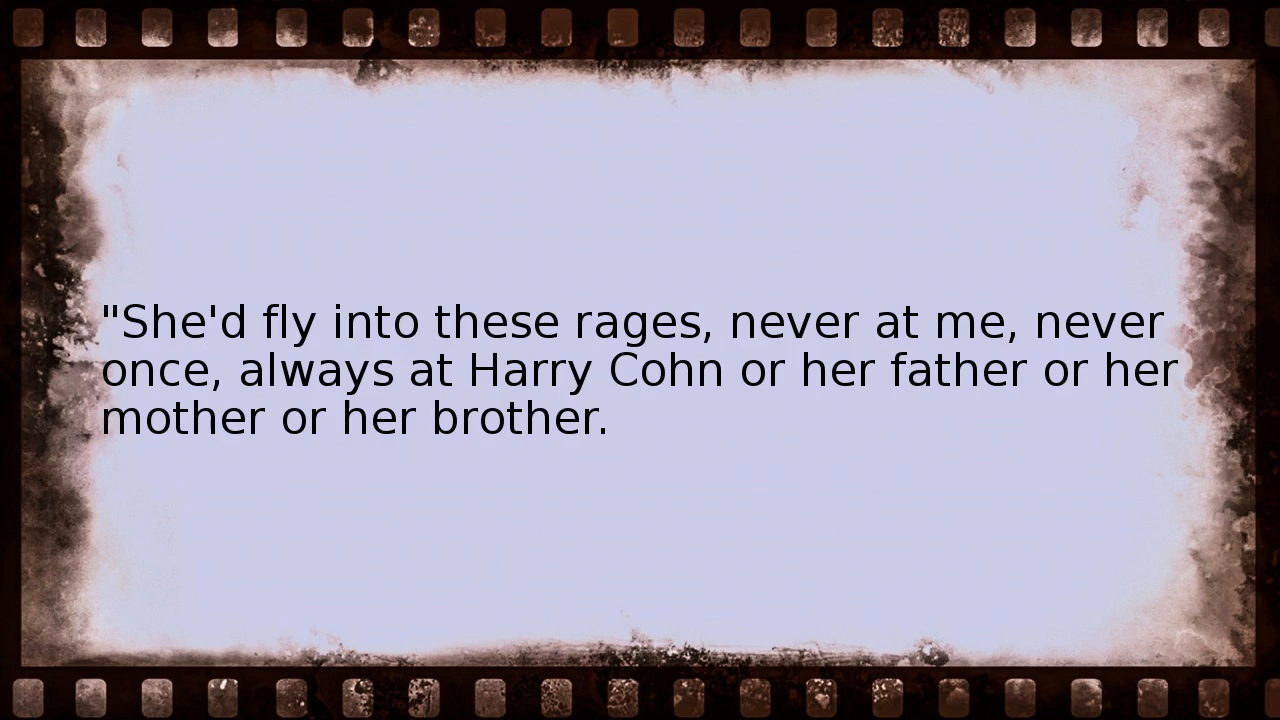 "She'd fly into these rages, never at me, never
once, always at Harry Cohn or her father or her
mother or her brother.